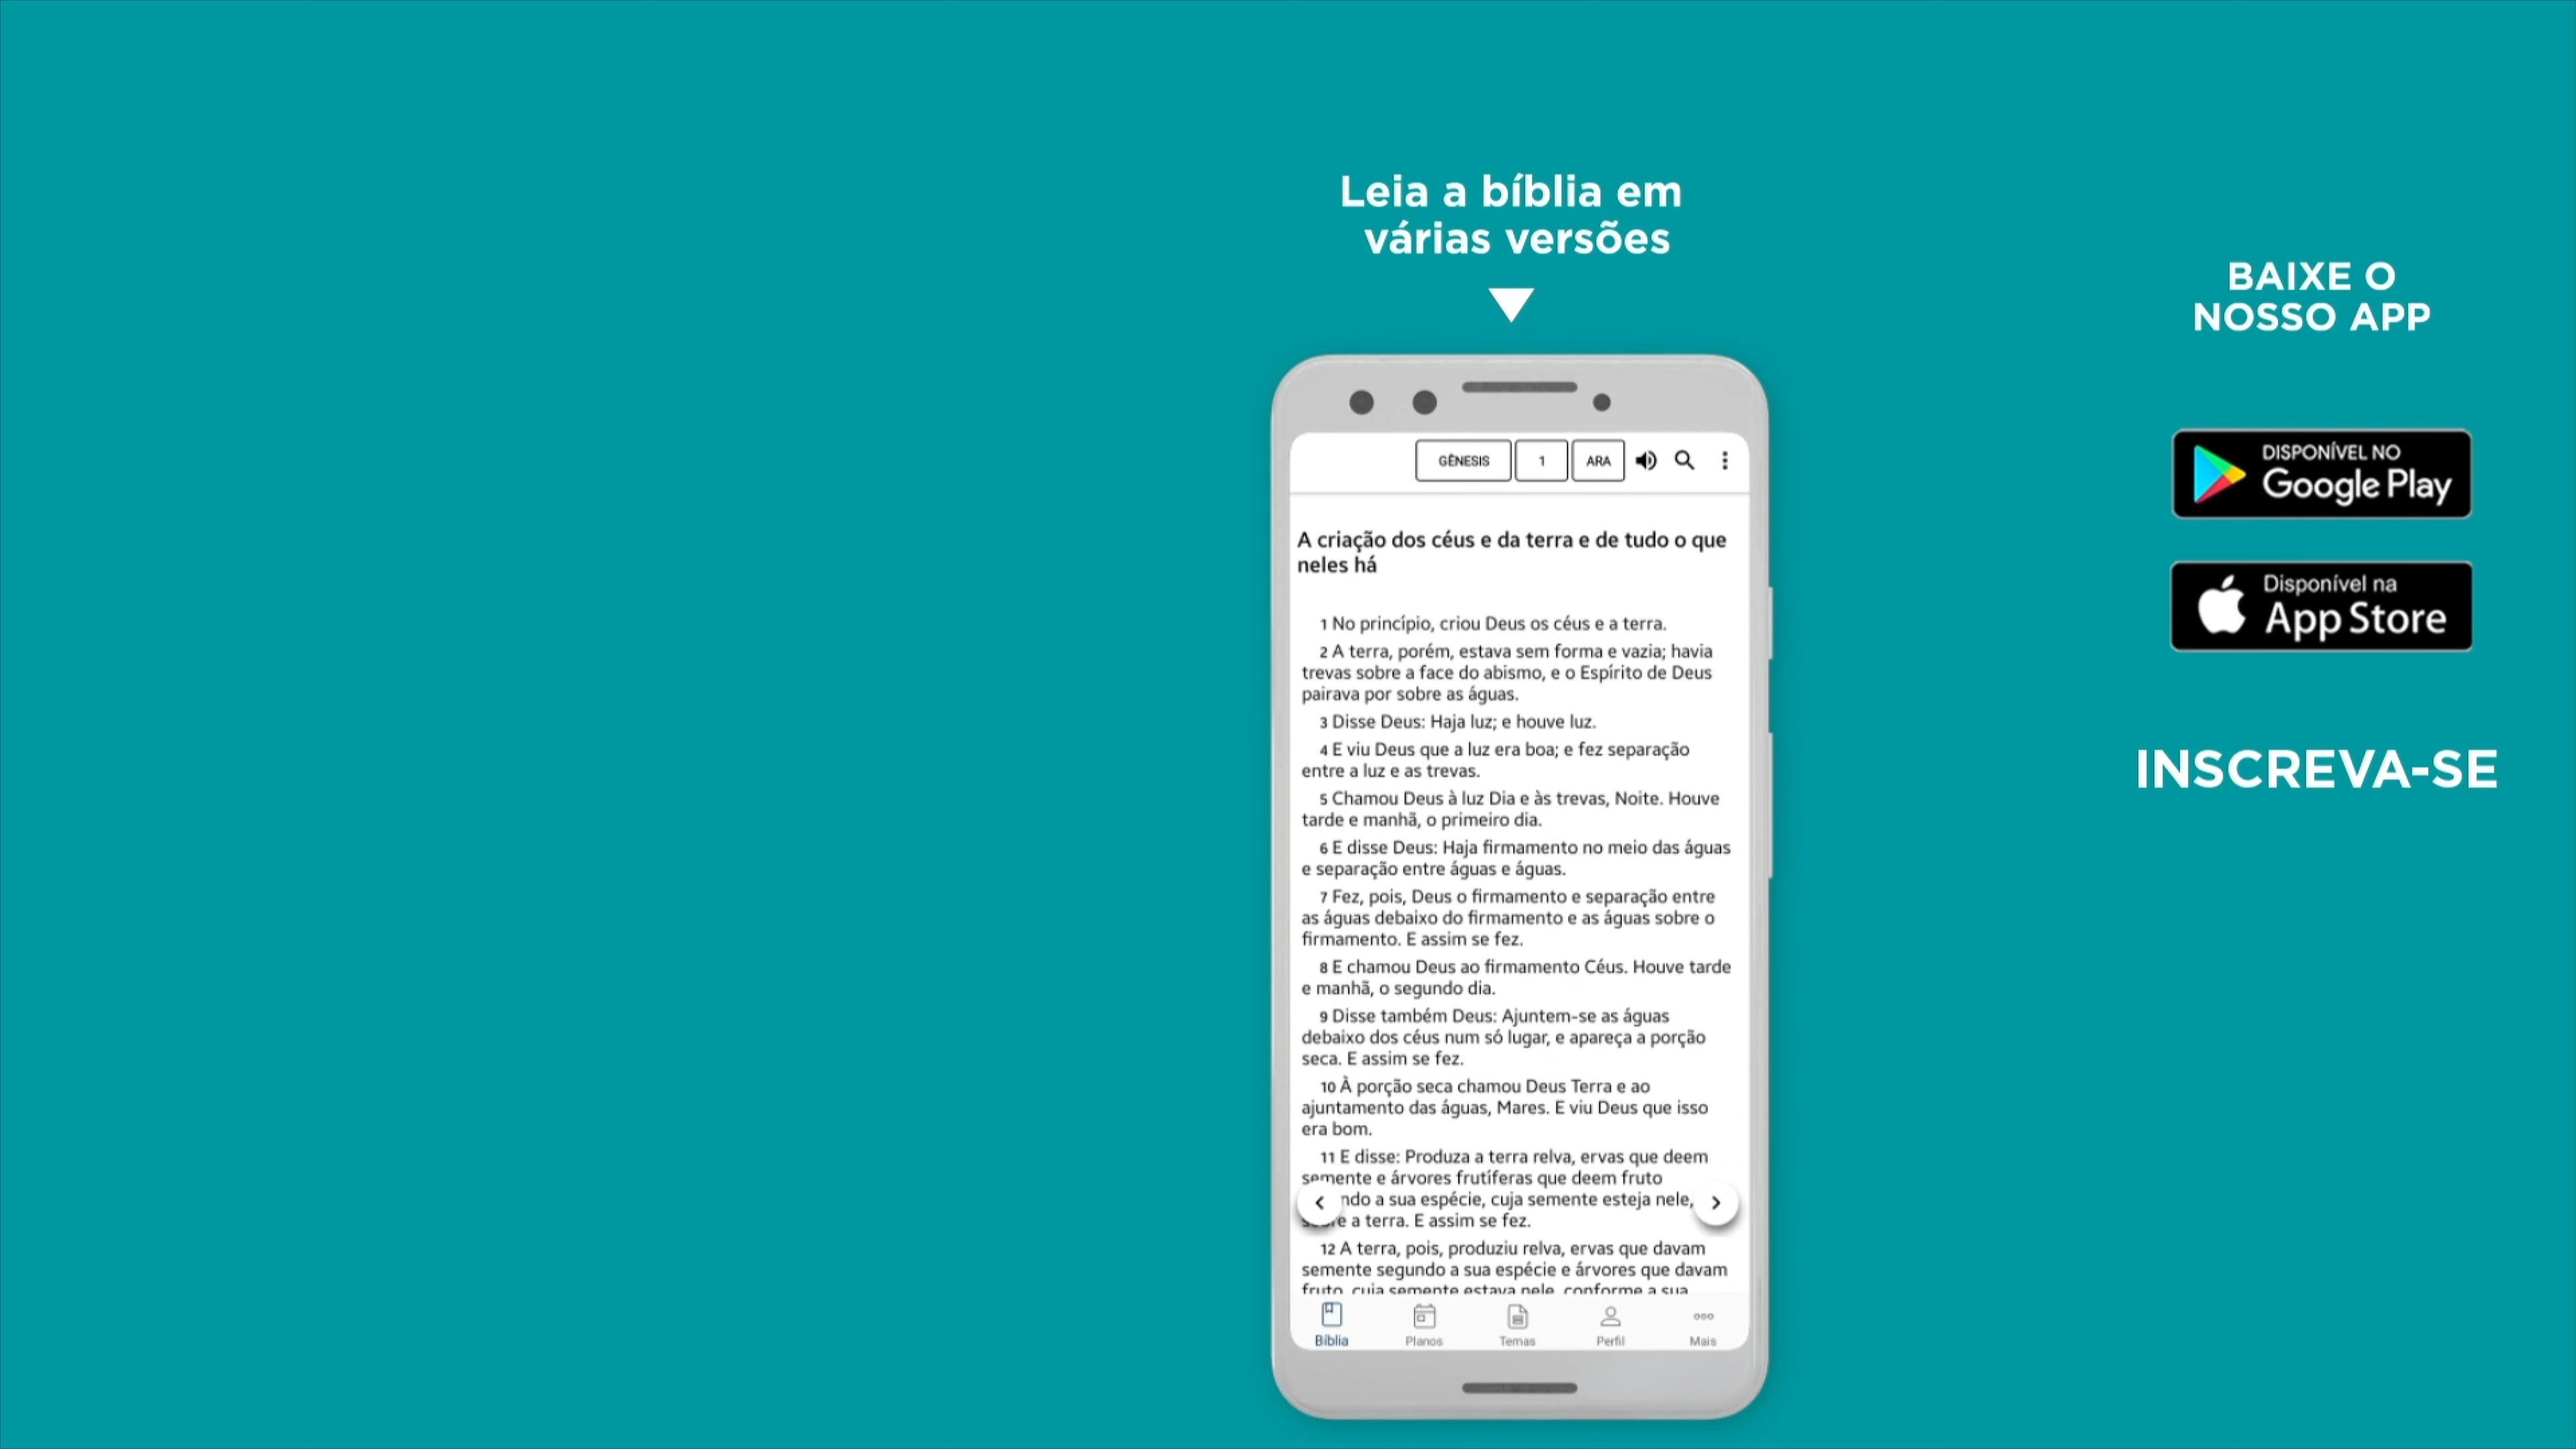 Leia a bíblia em
várias versões
BAIXE O
NOSSO APP
DISPONÍVEL NO
Google Play
Disponível na
App Store
INSCREVA-SE
GÊNESIS 1 ARA
A criação dos céus e da terra e de tudo o que
neles há
1 No princípio, criou Deus os céus e a terra.
2 A terra, porém, estava sem forma e vazia; havia
trevas sobre a face do abismo, e o Espírito de Deus
pairava por sobre as águas.
3 Disse Deus: Haja luz; e houve luz.
4 E viu Deus que a luz era boa; e fez separação
entre a luz e as trevas.
5 Chamou Deus à luz Dia e às trevas, Noite. Houve
tarde e manhã, o primeiro dia.
6 E disse Deus: Haja firmamento no meio das águas
e separação entre águas e águas.
7 Fez, pois, Deus o firmamento e separação entre
as águas debaixo do firmamento e as águas sobre o
firmamento. E assim se fez.
8 E chamou Deus ao firmamento Céus. Houve tarde
e manhã, o segundo dia.
9 Disse também Deus: Ajuntem-se as águas
debaixo dos céus num só lugar, e apareça a porção
seca. E assim se fez.
10 À porção seca chamou Deus Terra e ao
ajuntamento das águas, Mares. E viu Deus que isso
era bom.
11 E disse: Produza a terra relva, ervas que deem
semente e árvores frutíferas que deem fruto
a sua espécie, cuja semente esteja nele,
a terra. E assim se fez.
12 A terra, pois, produziu relva, ervas que davam
semente segundo a sua espécie e árvores que davam
fruto, cuja semente estava nele, conforme a sua
Bíblia Planos Temas Perfil Mais